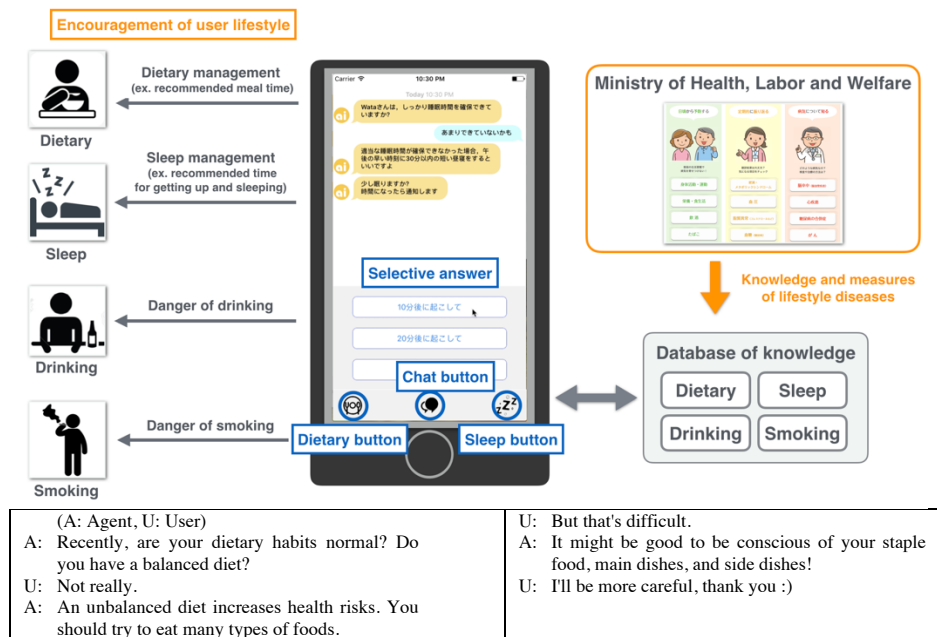 Encouragement of user lifestyle
Dietary management
(ex. recommended meal time)
Dietary
Sleep management
(ex. recommended time
for getting up and sleeping)
Sleep
Danger of drinking
Drinking
Danger of smoking
Smoking
Carrier
10:30 PM
Today 10:30 PM
Wataさんは、しっかり睡眠時間を確保できて
いますか?
ai
あまりできていないかも
適当な睡眠時間が確保できなかった場合、午
後の早い時刻に30分以内の短い昼寝をすると
いいですよ
ai
少し眠りますか?
時間になったら通知します
ai
Selective answer
10分後に起こして
20分後に起こして
Chat button
Dietary button
Sleep button
Ministry of Health, Labor and Welfare
Knowledge and measures
of lifestyle diseases
Database of knowledge
Dietary
Sleep
Drinking
Smoking
(A: Agent, U: User)
A: Recently, are your dietary habits normal? Do
you have a balanced diet?
U: Not really.
A: An unbalanced diet increases health risks. You
should try to eat many types of foods.
U: But that's difficult.
A: It might be good to be conscious of your staple
food, main dishes, and side dishes!
U: I'll be more careful, thank you :)